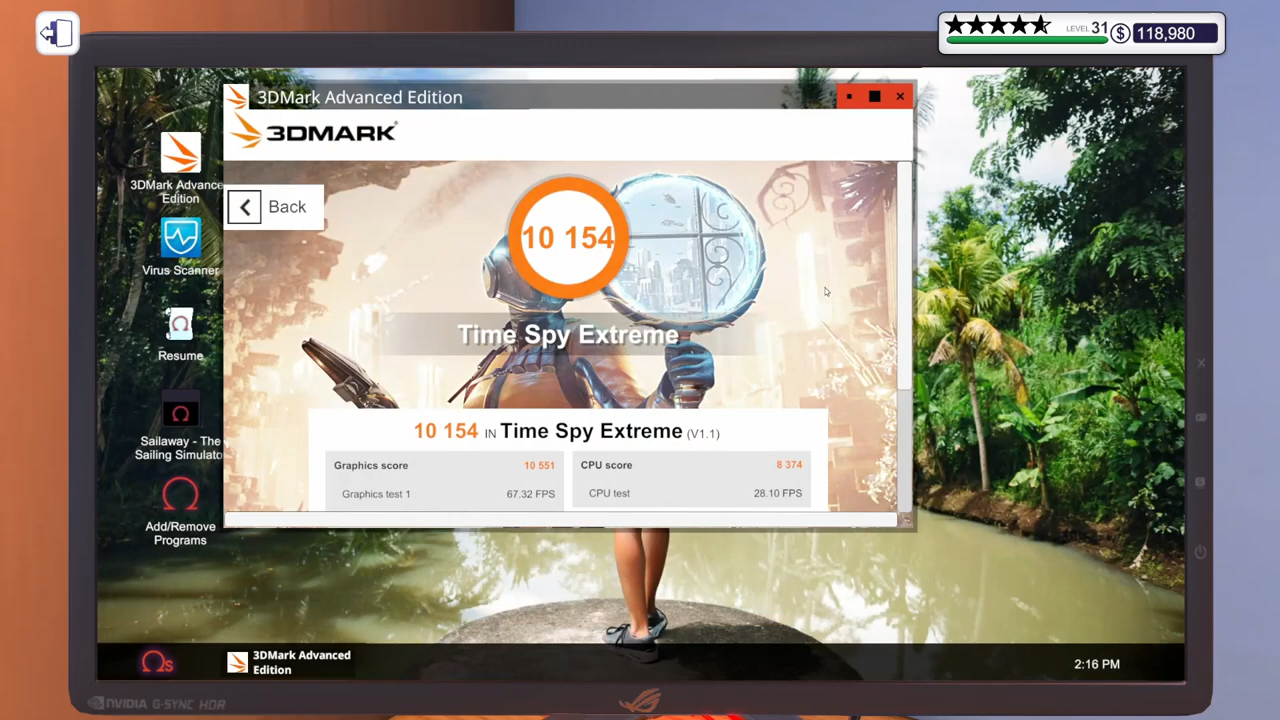 LEVEL 31 $ 118,980
3DMark Advanced Edition
3DMARK
Back
10 154
Time Spy Extreme
10 154 IN Time Spy Extreme (V1.1)
Graphics score 10 551
Graphics test 1 67.32 FPS
CPU score 8 374
CPU test 28.10 FPS
3DMark Advance
Edition
Virus Scanner
Resume
Sailaway - The
Sailing Simulato
Add/Remove
Programs
Ωs
3DMark Advanced
Edition
2:16 PM
NVIDIA G-SYNC HDR